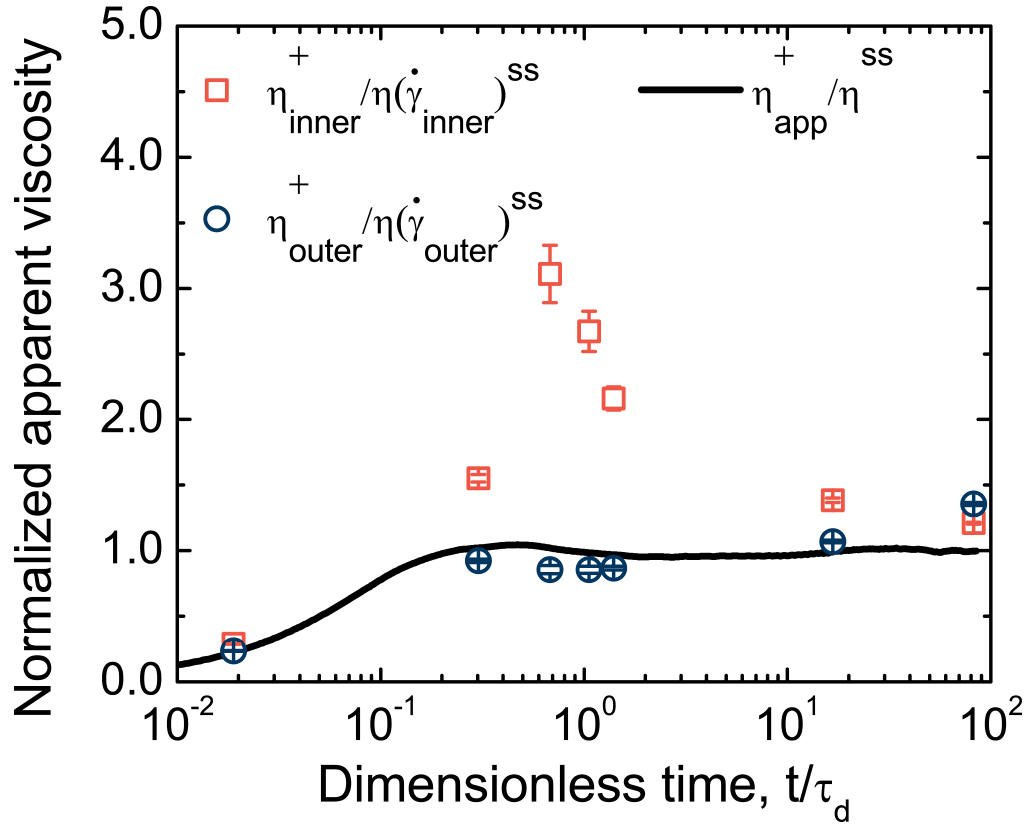 5.0
η⁺inner/η(γ̇inner)ˢˢ
η⁺app/ηˢˢ
4.0
η⁺outer/η(γ̇outer)ˢˢ
3.0
2.0
1.0
0.0
10⁻² 10⁻¹ 10⁰ 10¹ 10²
Dimensionless time, t/τd
Normalized apparent viscosity